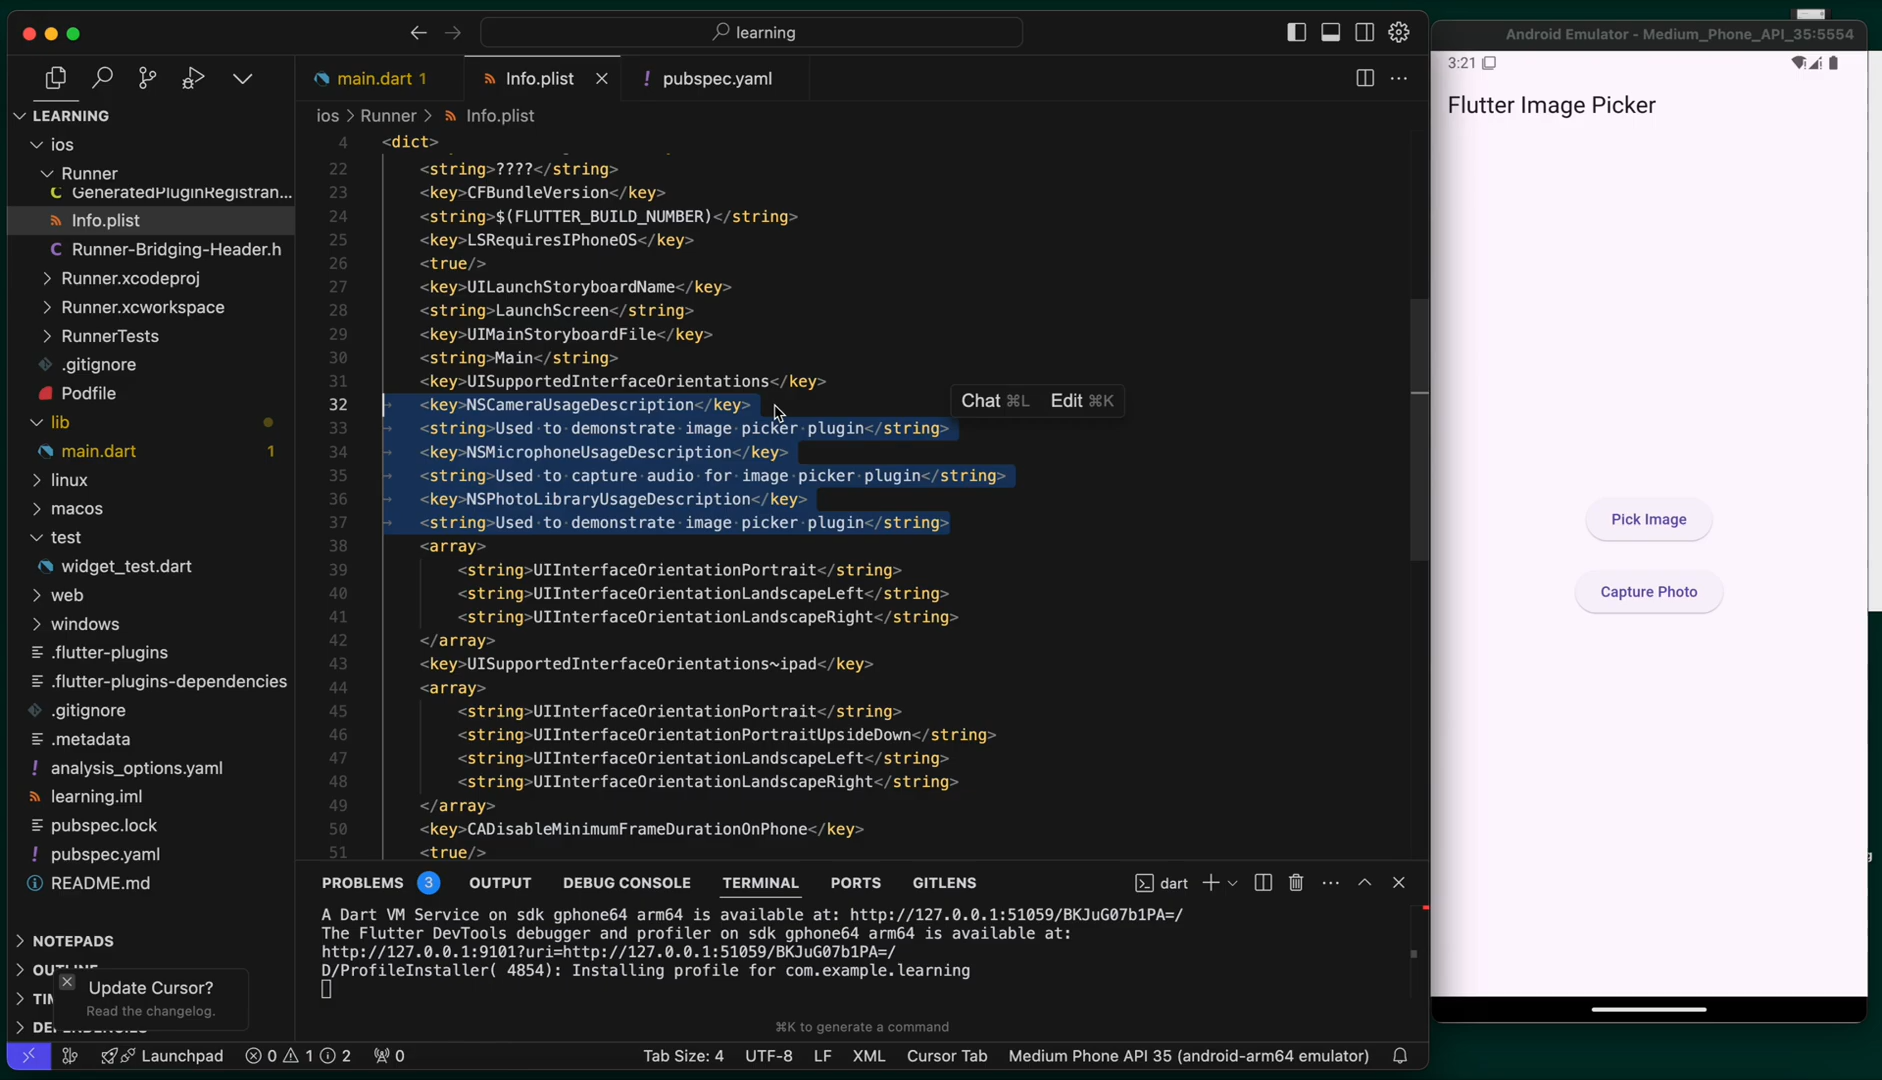 learning
Android Emulator - Medium_Phone_API_35:5554
main.dart 1
Info.plist
! pubspec.yaml
3:21
LEARNING
ios > Runner > Info.plist
Flutter Image Picker
ios
Runner
GeneratedPluginRegistran...
Info.plist
Runner-Bridging-Header.h
Runner.xcodeproj
Runner.xcworkspace
RunnerTests
.gitignore
Podfile
lib
main.dart 1
linux
macos
test
widget_test.dart
web
windows
.flutter-plugins
.flutter-plugins-dependencies
.gitignore
.metadata
! analysis_options.yaml
learning.iml
pubspec.lock
! pubspec.yaml
README.md
NOTEPADS
OUTLINE
Update Cursor?
Read the changelog.
4 <dict>
22 <string>????</string>
23 <key>CFBundleVersion</key>
24 <string>$(FLUTTER_BUILD_NUMBER)</string>
25 <key>LSRequiresIPhoneOS</key>
26 <true/>
27 <key>UILaunchStoryboardName</key>
28 <string>LaunchScreen</string>
29 <key>UIMainStoryboardFile</key>
30 <string>Main</string>
31 <key>UISupportedInterfaceOrientations</key>
32 <key>NSCameraUsageDescription</key>
33 <string>Used to demonstrate image picker plugin</string>
34 <key>NSMicrophoneUsageDescription</key>
35 <string>Used to capture audio for image picker plugin</string>
36 <key>NSPhotoLibraryUsageDescription</key>
37 <string>Used to demonstrate image picker plugin</string>
38 <array>
39 <string>UIInterfaceOrientationPortrait</string>
40 <string>UIInterfaceOrientationLandscapeLeft</string>
41 <string>UIInterfaceOrientationLandscapeRight</string>
42 </array>
43 <key>UISupportedInterfaceOrientations~ipad</key>
44 <array>
45 <string>UIInterfaceOrientationPortrait</string>
46 <string>UIInterfaceOrientationPortraitUpsideDown</string>
47 <string>UIInterfaceOrientationLandscapeLeft</string>
48 <string>UIInterfaceOrientationLandscapeRight</string>
49 </array>
50 <key>CADisableMinimumFrameDurationOnPhone</key>
51 <true/>
Chat ⌘L Edit ⌘K
Pick Image
Capture Photo
PROBLEMS 3 OUTPUT DEBUG CONSOLE TERMINAL PORTS GITLENS
dart
A Dart VM Service on sdk gphone64 arm64 is available at: http://127.0.0.1:51059/BKJuG07b1PA=/
The Flutter DevTools debugger and profiler on sdk gphone64 arm64 is available at:
http://127.0.0.1:9101?uri=http://127.0.0.1:51059/BKJuG07b1PA=/
D/ProfileInstaller( 4854): Installing profile for com.example.learning
⌘K to generate a command
Launchpad 0 1 2 0
Tab Size: 4 UTF-8 LF XML Cursor Tab Medium Phone API 35 (android-arm64 emulator)